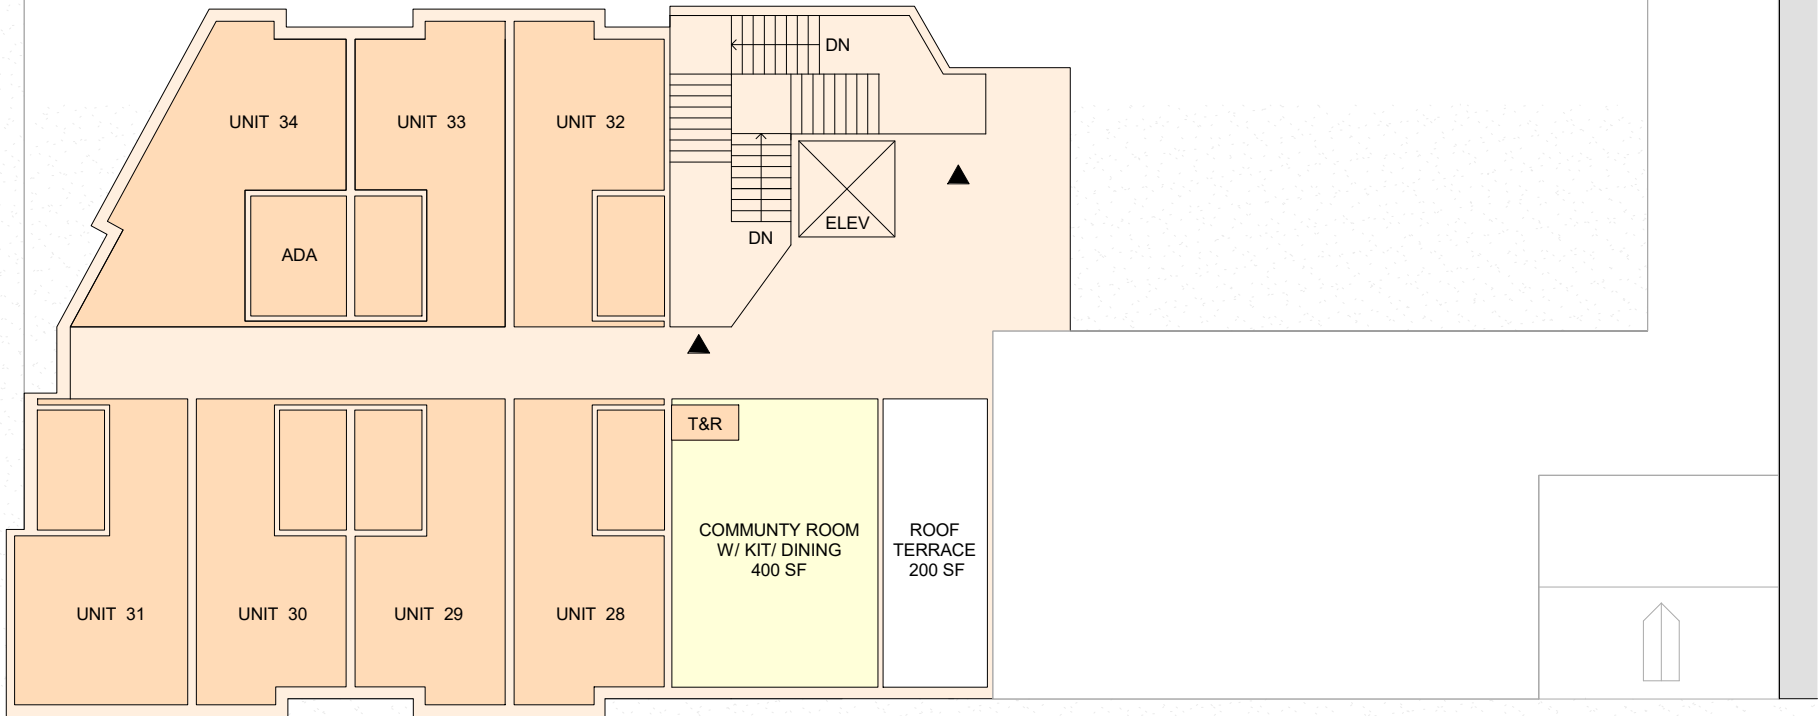 DN
UNIT 34
UNIT 33
UNIT 32
ELEV
DN
ADA
T&R
COMMUNTY ROOM
W/ KIT/ DINING
400 SF
ROOF
TERRACE
200 SF
UNIT 31
UNIT 30
UNIT 29
UNIT 28